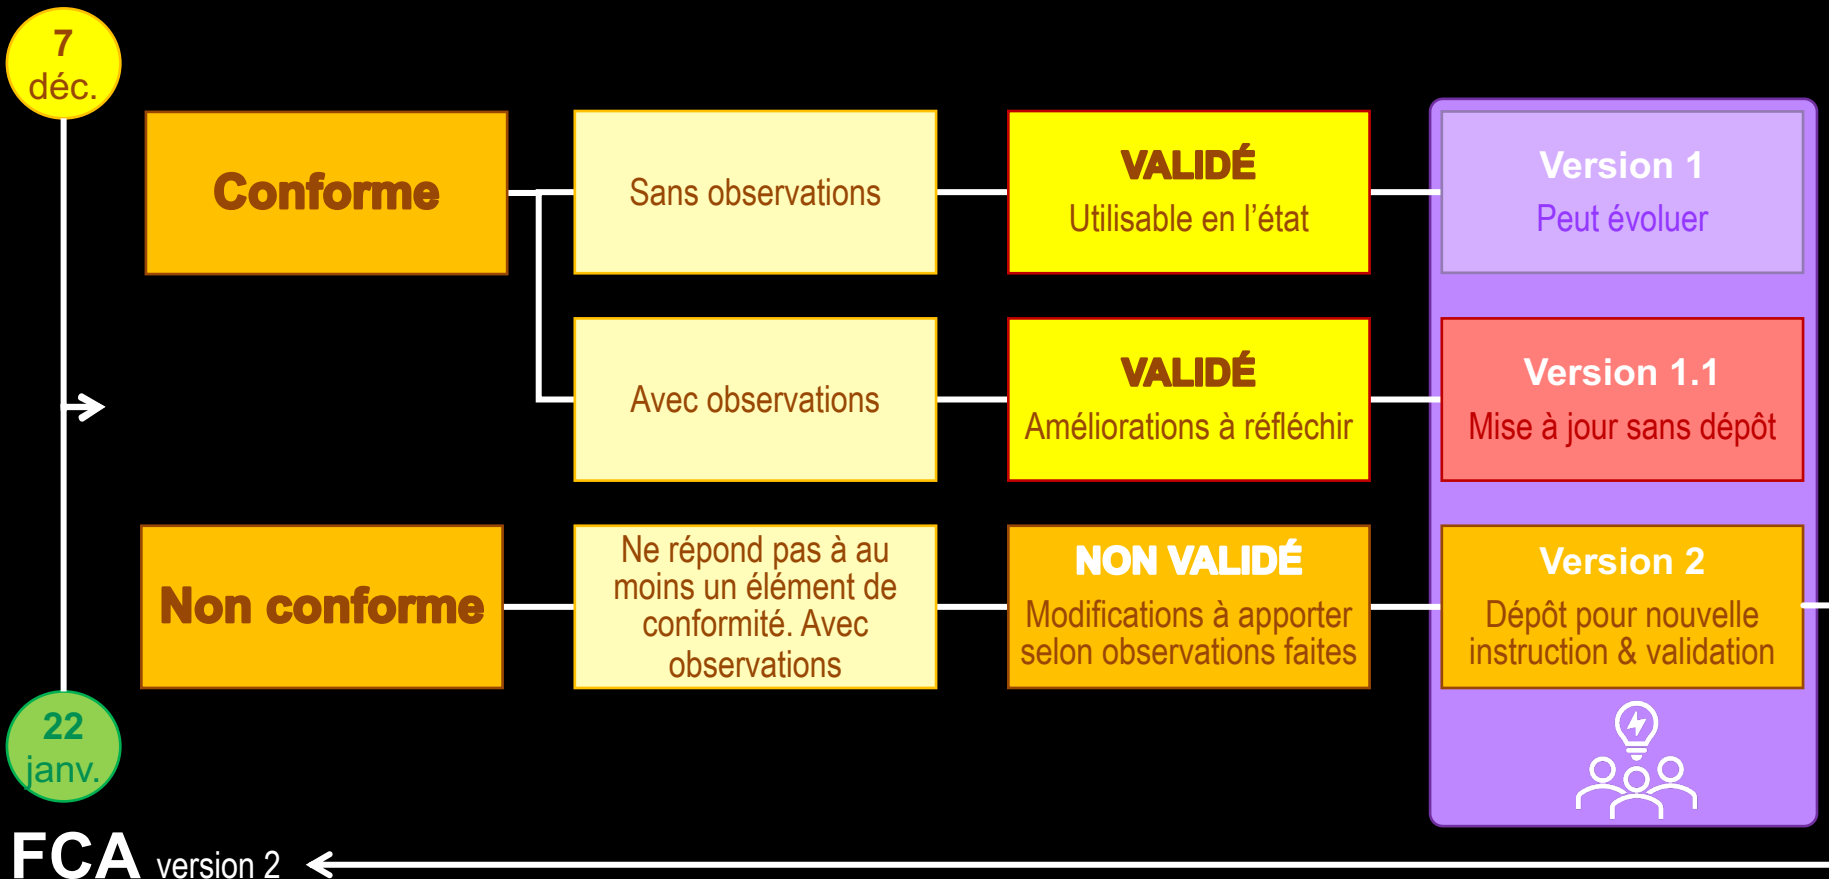 7
déc.
Conforme
Sans observations
VALIDÉ
Utilisable en l’état
Version 1
Peut évoluer
Avec observations
VALIDÉ
Améliorations à réfléchir
Version 1.1
Mise à jour sans dépôt
Non conforme
Ne répond pas à au
moins un élément de
conformité. Avec
observations
NON VALIDÉ
Modifications à apporter
selon observations faites
Version 2
Dépôt pour nouvelle
instruction & validation
22
janv.
FCA version 2